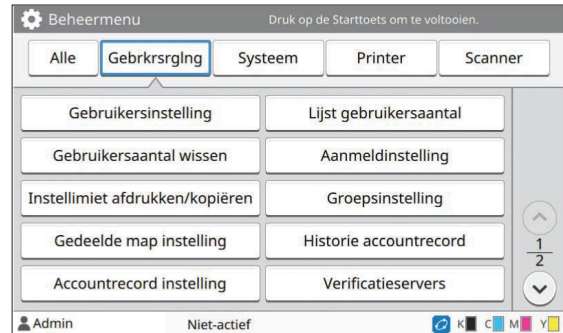 Beheermenu
Druk op de Starttoets om te voltooien.
Alle
Gebrkrsrglng
Systeem
Printer
Scanner
Gebruikersinstelling
Lijst gebruikersaantal
Gebruikersaantal wissen
Aanmeldinstelling
Instellimiet afdrukken/kopiëren
Groepsinstelling
Gedeelde map instelling
Historie accountrecord
Accountrecord instelling
Verificatieservers
1
2
Admin
Niet-actief
K
C
M
Y